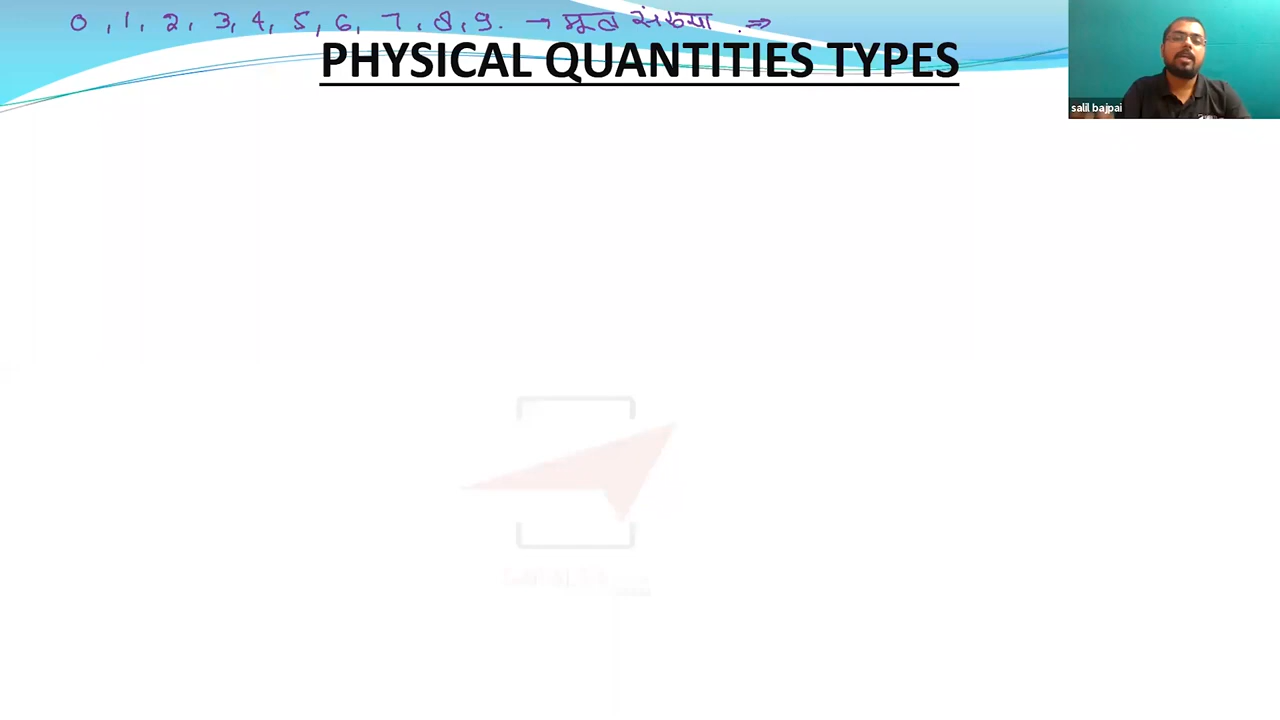 0, 1, 2, 3, 4, 5, 6, 7, 8, 9. → मूल संख्या . ⇒
PHYSICAL QUANTITIES TYPES
salil bajpai